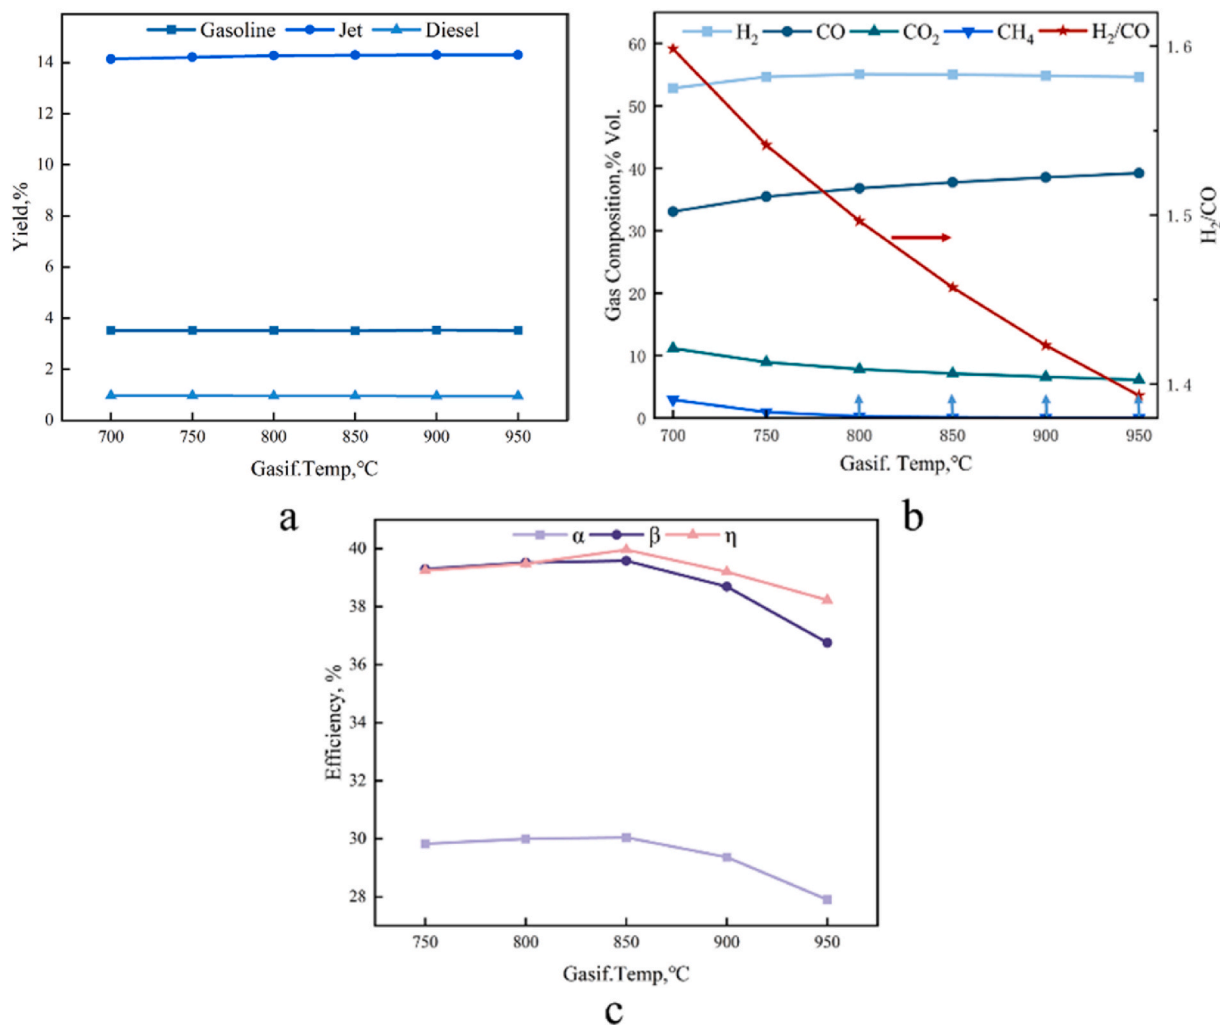 Gasoline Jet Diesel
14
12
10
8
6
4
2
0
Yield,%
700 750 800 850 900 950
Gasif.Temp,℃
a
H₂ CO CO₂ CH₄ H₂/CO
60
50
40
30
20
10
0
Gas Composition,% Vol.
1.6
1.5
1.4
H₂/CO
700 750 800 850 900 950
Gasif. Temp,℃
b
α β η
40
38
36
34
32
30
28
Efficiency, %
750 800 850 900 950
Gasif.Temp,℃
c